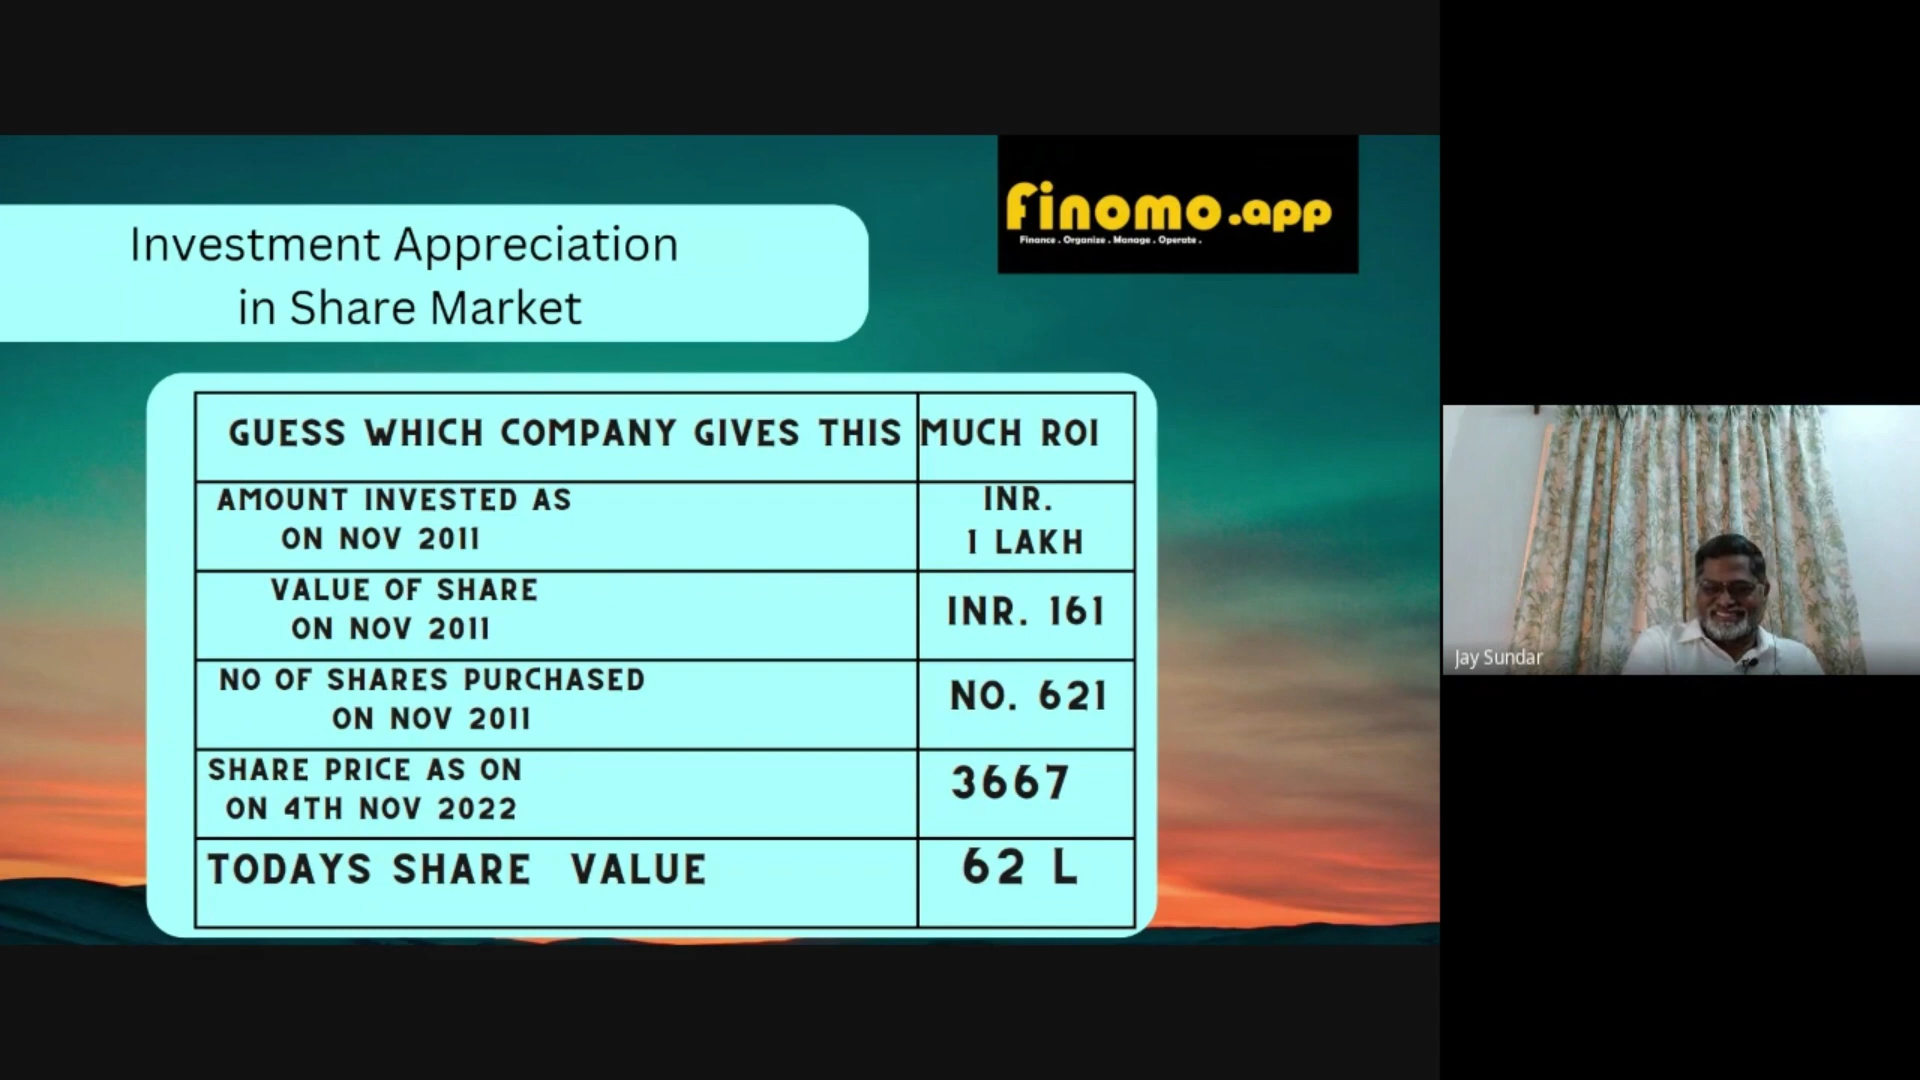 finomo.app
Finance . Organize . Manage . Operate .
Investment Appreciation
in Share Market
GUESS WHICH COMPANY GIVES THIS MUCH ROI
AMOUNT INVESTED AS
ON NOV 2011
INR.
1 LAKH
VALUE OF SHARE
ON NOV 2011
INR. 161
NO OF SHARES PURCHASED
ON NOV 2011
NO. 621
SHARE PRICE AS ON
ON 4TH NOV 2022
3667
TODAYS SHARE VALUE
62 L
Jay Sundar